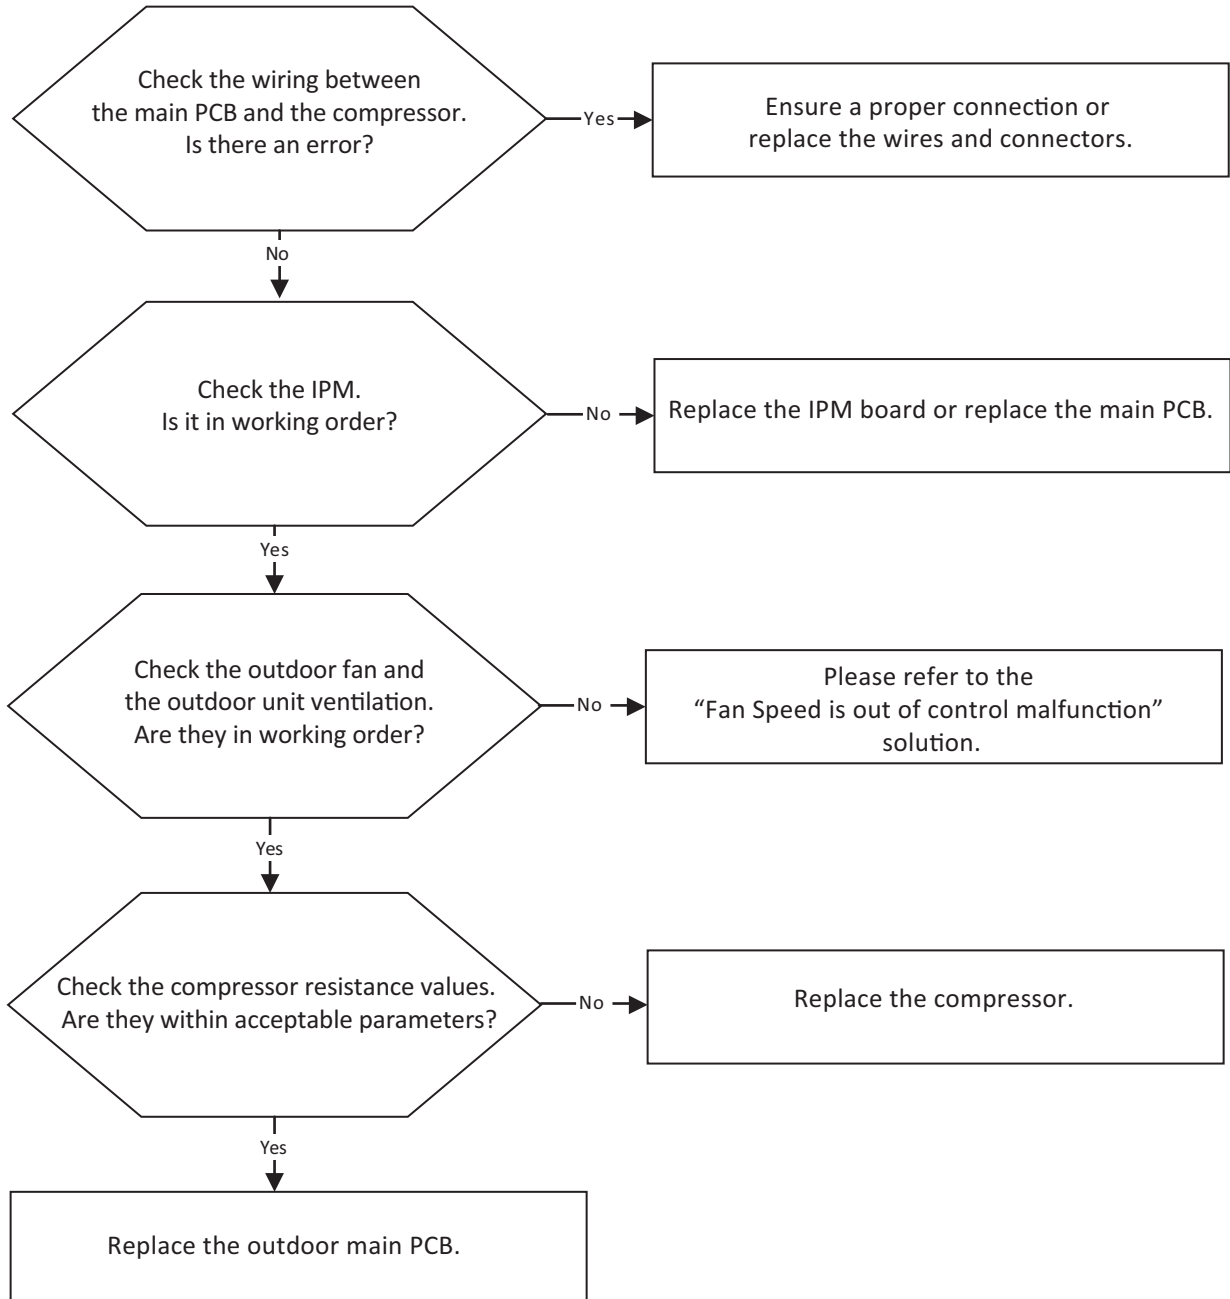 Check the wiring between
the main PCB and the compressor.
Is there an error?
Yes
Ensure a proper connection or
replace the wires and connectors.
No
Check the IPM.
Is it in working order?
No
Replace the IPM board or replace the main PCB.
Yes
Check the outdoor fan and
the outdoor unit ventilation.
Are they in working order?
No
Please refer to the
“Fan Speed is out of control malfunction”
solution.
Yes
Check the compressor resistance values.
Are they within acceptable parameters?
No
Replace the compressor.
Yes
Replace the outdoor main PCB.